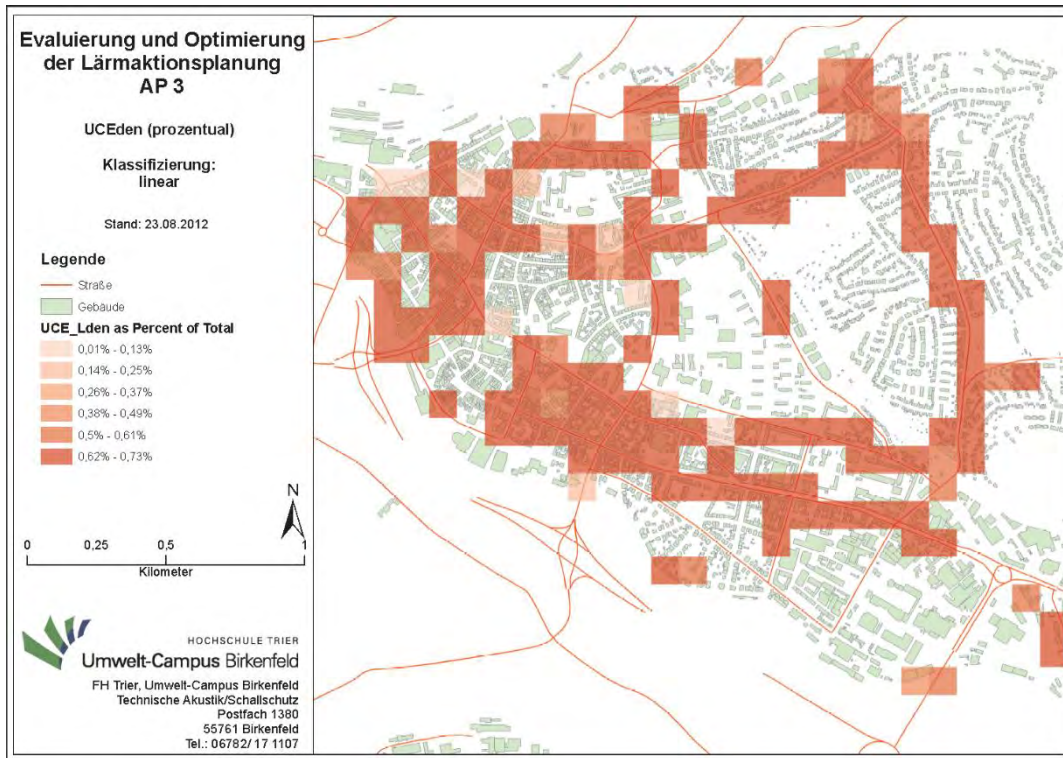 Evaluierung und Optimierung
der Lärmaktionsplanung
AP 3
UCEden (prozentual)
Klassifizierung:
linear
Stand: 23.08.2012
Legende
Straße
Gebäude
UCE_Lden as Percent of Total
0,01% - 0,13%
0,14% - 0,25%
0,26% - 0,37%
0,38% - 0,49%
0,5% - 0,61%
0,62% - 0,73%
N
0 0,25 0,5 1
Kilometer
HOCHSCHULE TRIER
Umwelt-Campus Birkenfeld
FH Trier, Umwelt-Campus Birkenfeld
Technische Akustik/Schallschutz
Postfach 1380
55761 Birkenfeld
Tel.: 06782/ 17 1107